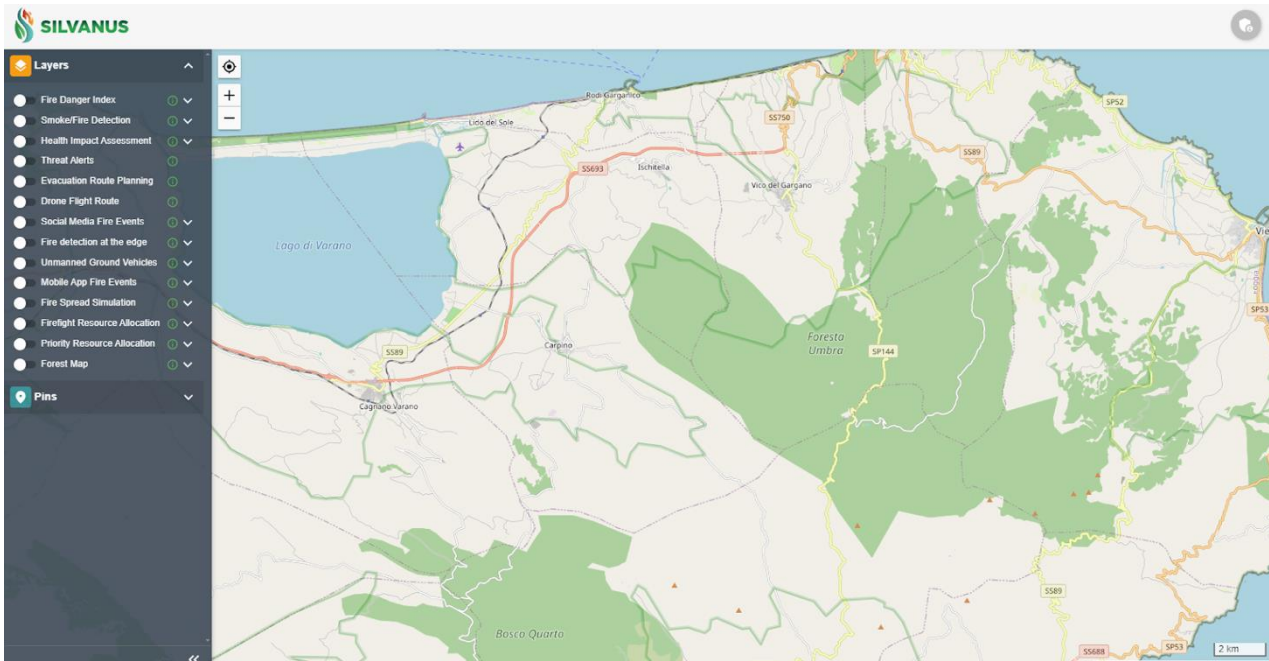 SILVANUS
Layers
Fire Danger Index
Smoke/Fire Detection
Health Impact Assessment
Threat Alerts
Evacuation Route Planning
Drone Flight Route
Social Media Fire Events
Fire detection at the edge
Unmanned Ground Vehicles
Mobile App Fire Events
Fire Spread Simulation
Firefight Resource Allocation
Priority Resource Allocation
Forest Map
Pins
+
−
Rodi Garganico
Lido del Sole
SP52
SS750
SS89
SS693
Ischitella
Vico del Gargano
Lago di Varano
Vie
SP53
Foresta
Umbra
SP144
SS89
Carpino
Cagnano Varano
SS89
Bosco Quarto
SS688
SP53
2 km